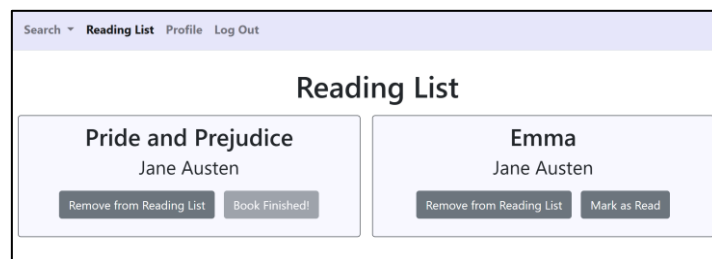 Search Reading List Profile Log Out
Reading List
Pride and Prejudice
Jane Austen
Remove from Reading List Book Finished!
Emma
Jane Austen
Remove from Reading List Mark as Read